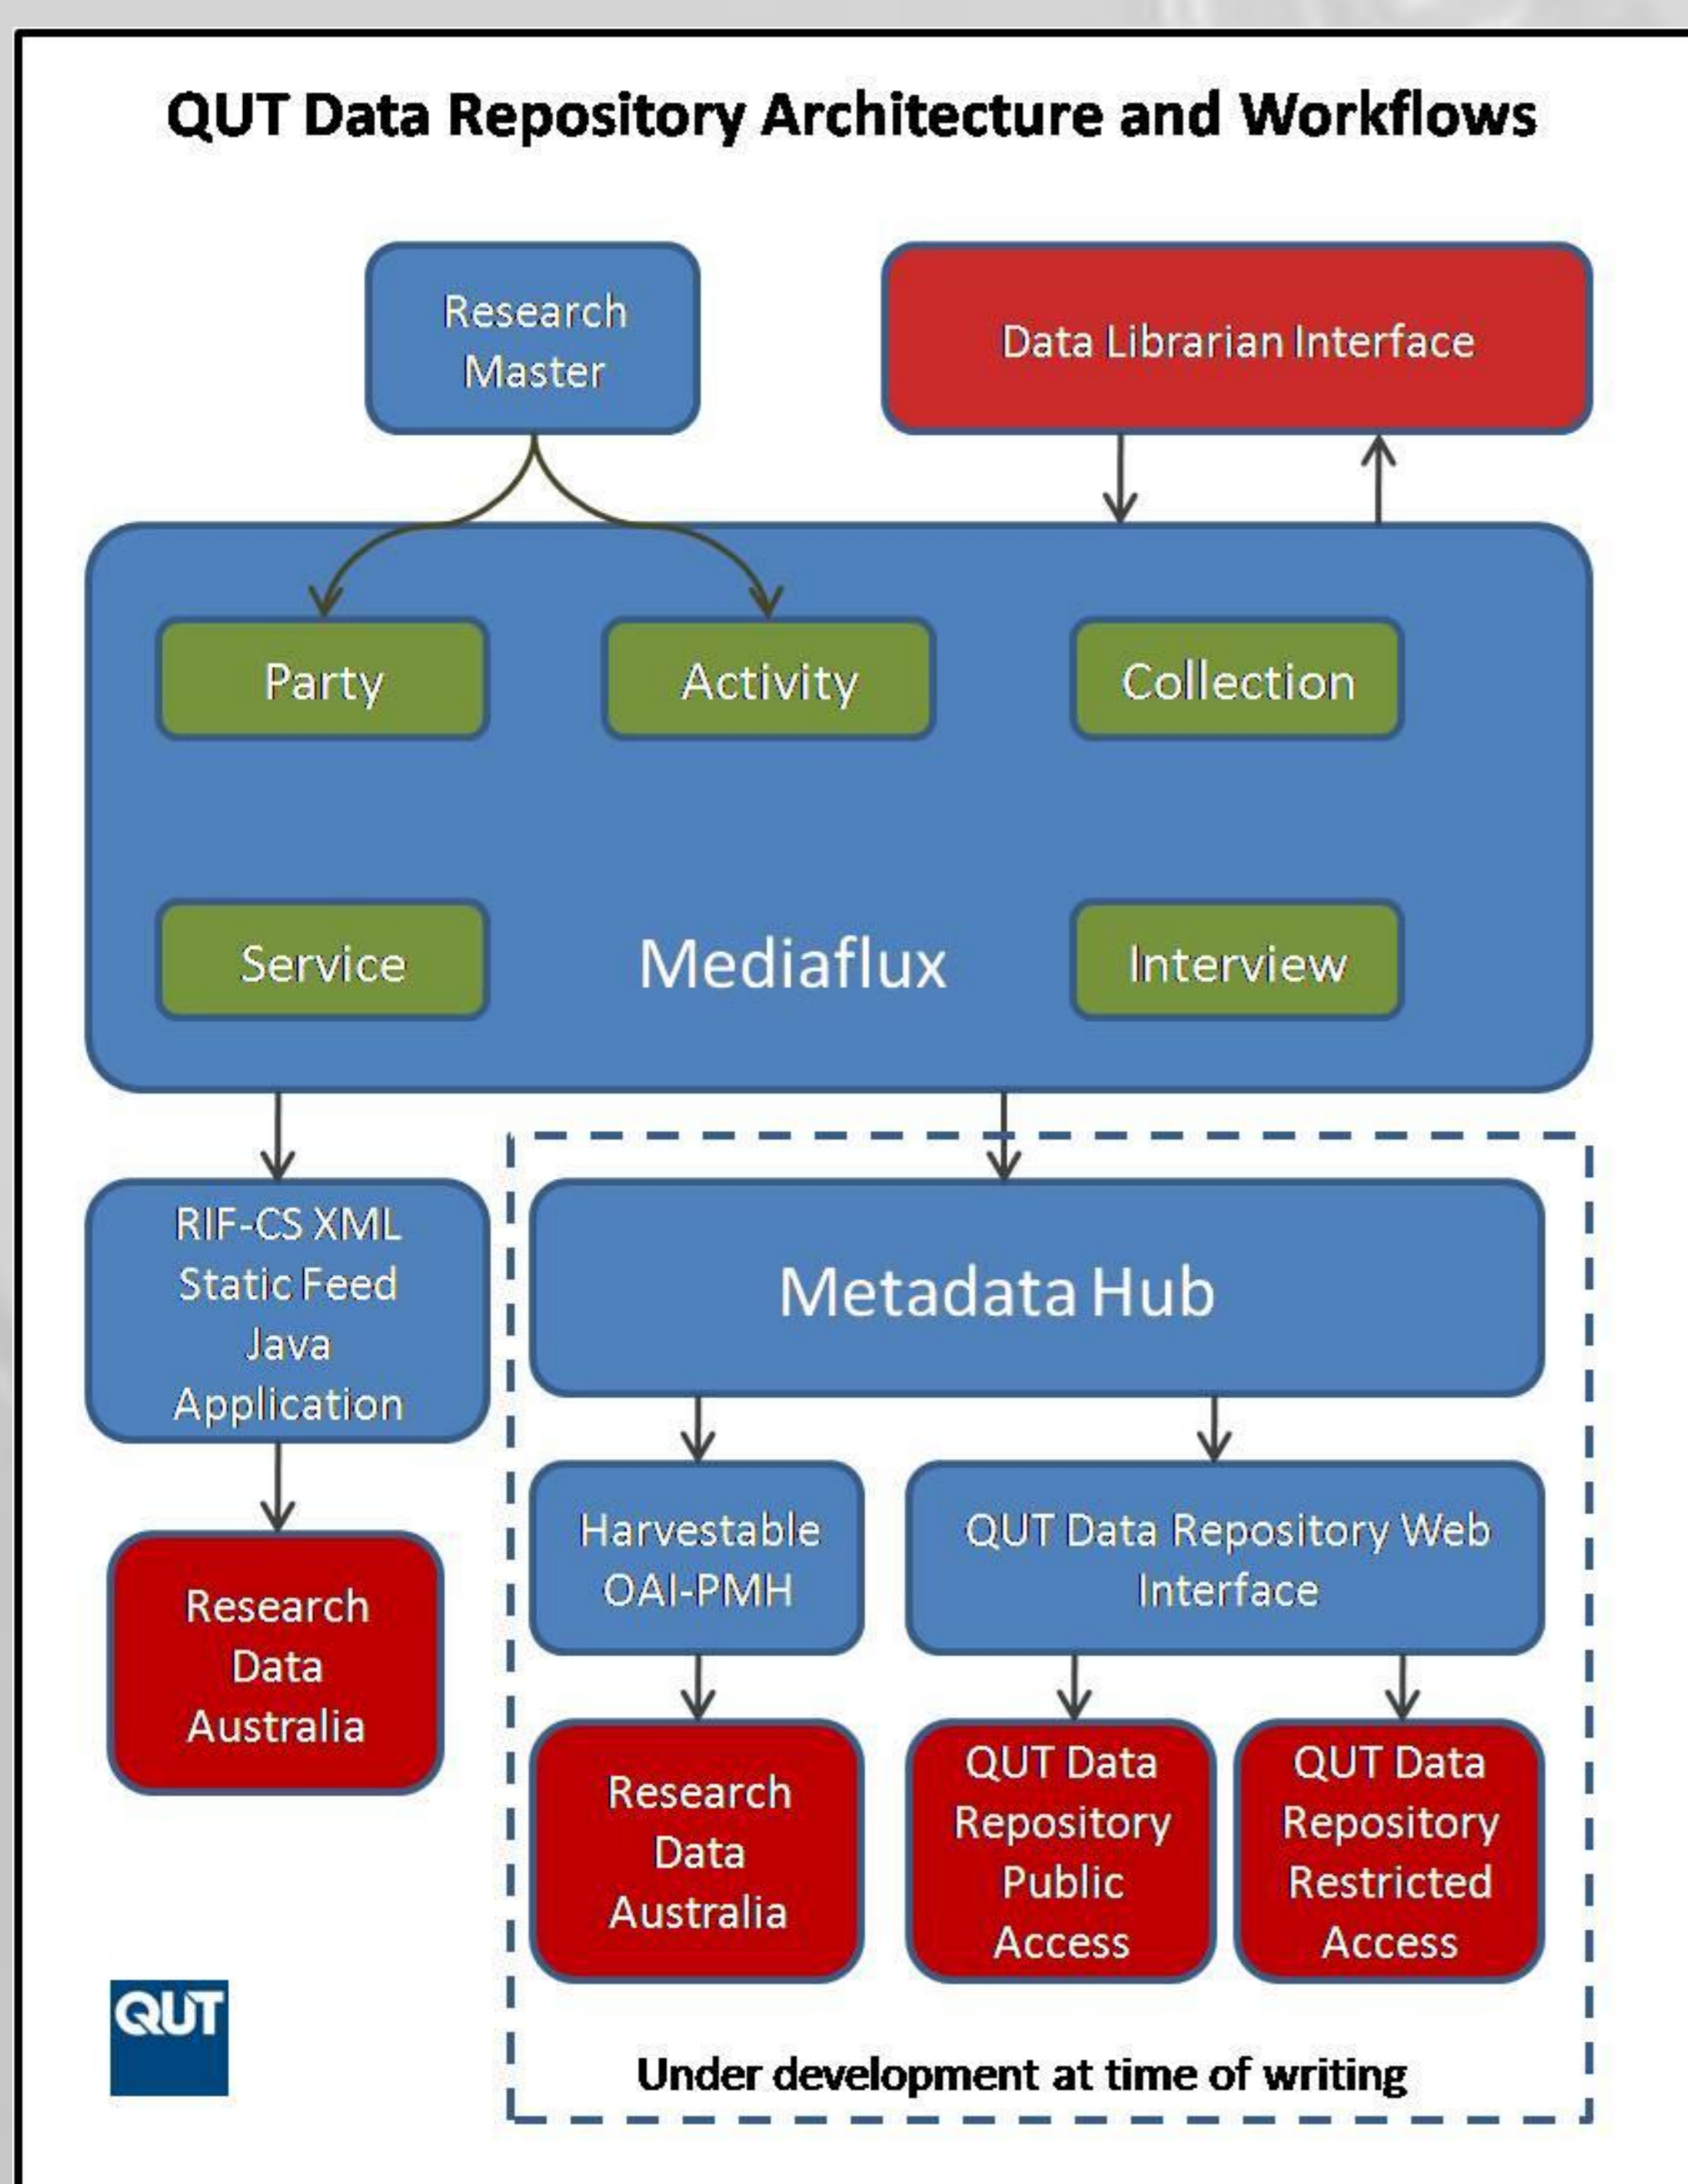 QUT Data Repository Architecture and Workflows
Research
Master
Data Librarian Interface
Party
Activity
Collection
Service
Mediaflux
Interview
RIF-CS XML
Static Feed
Java
Application
Metadata Hub
Harvestable
OAI-PMH
QUT Data Repository Web
Interface
Research
Data
Australia
Research
Data
Australia
QUT Data
Repository
Public
Access
QUT Data
Repository
Restricted
Access
QUT
Under development at time of writing